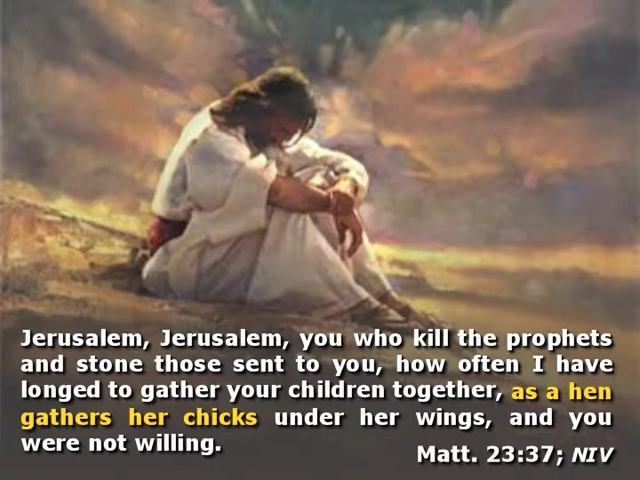 Jerusalem, Jerusalem, you who kill the prophets
and stone those sent to you, how often I have
longed to gather your children together, as a hen
gathers her chicks under her wings, and you
were not willing.
Matt. 23:37; NIV